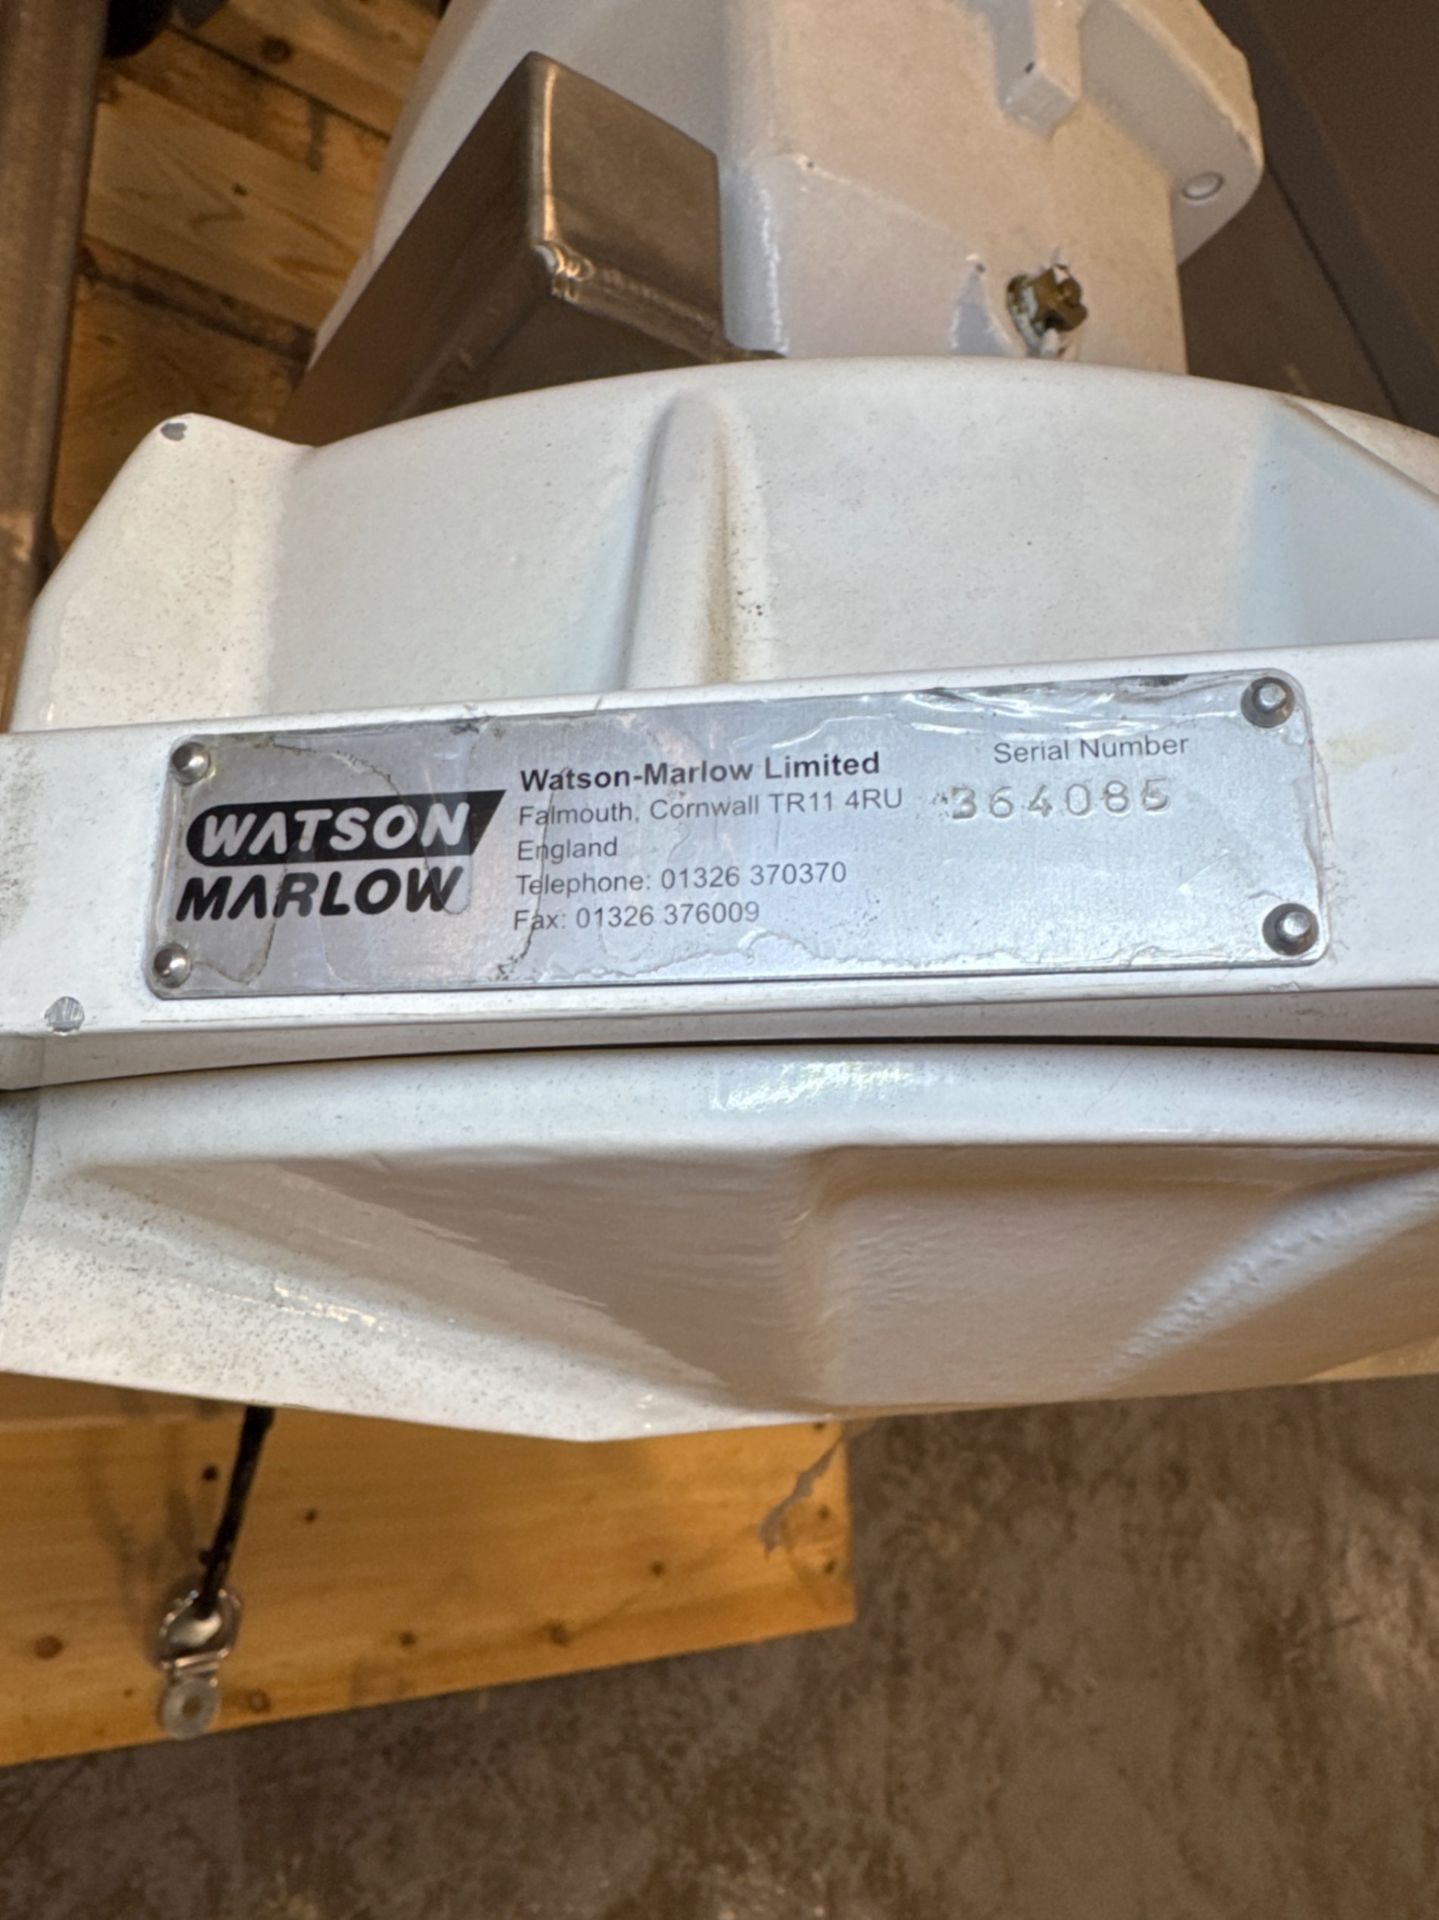 WATSON
MARLOW
Watson-Marlow Limited
Falmouth, Cornwall TR11 4RU
England
Telephone: 01326 370370
Fax: 01326 376009
Serial Number
364085